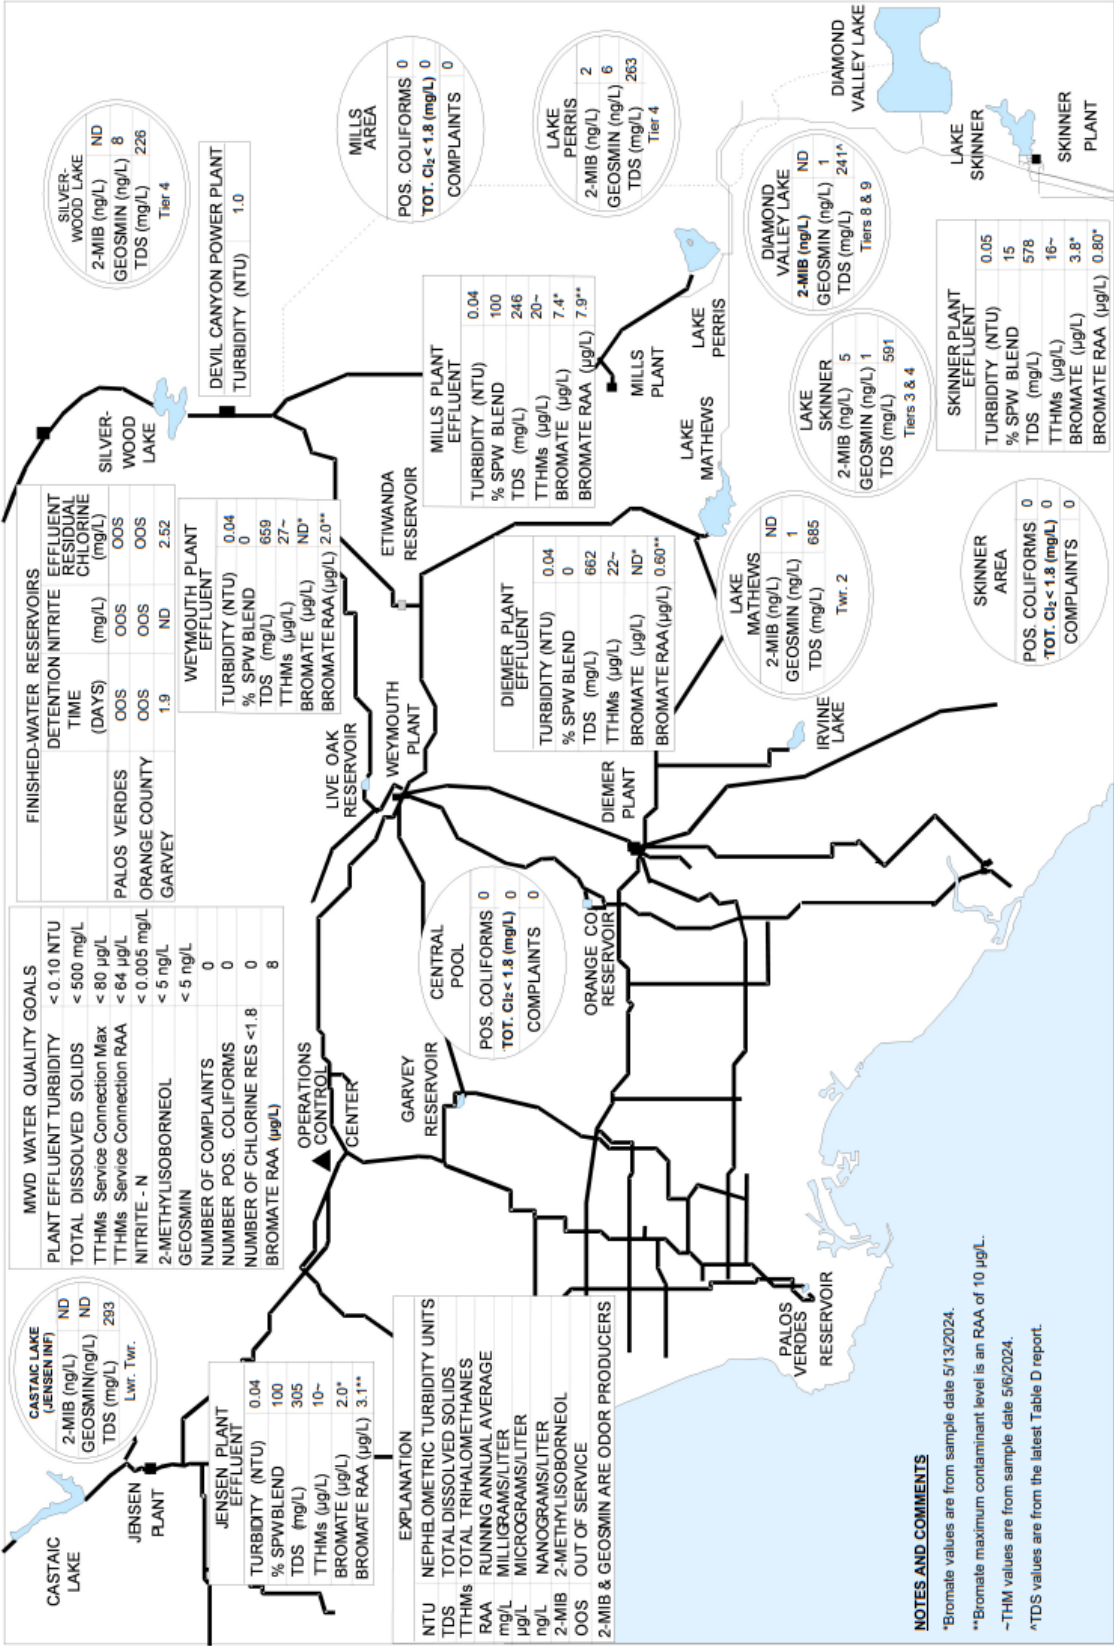 CASTAIC LAKE
(JENSEN INF)
2-MIB (ng/L) ND
GEOSMIN(ng/L) ND
TDS (mg/L) 293
Lwr. Twr.
CASTAIC
LAKE
JENSEN
PLANT
JENSEN PLANT
EFFLUENT
TURBIDITY (NTU) 0.04
% SPWBLEND 100
TDS (mg/L) 305
TTHMs (µg/L) 10~
BROMATE (µg/L) 2.0*
BROMATE RAA (µg/L) 3.1**
MWD WATER QUALITY GOALS
PLANT EFFLUENT TURBIDITY < 0.10 NTU
TOTAL DISSOLVED SOLIDS < 500 mg/L
TTHMs Service Connection Max < 80 µg/L
TTHMs Service Connection RAA < 64 µg/L
NITRITE - N < 0.005 mg/L
2-METHYLISOBORNEOL < 5 ng/L
GEOSMIN < 5 ng/L
NUMBER OF COMPLAINTS 0
NUMBER POS. COLIFORMS 0
NUMBER OF CHLORINE RES <1.8 0
BROMATE RAA (µg/L) 8
FINISHED-WATER RESERVOIRS
DETENTION NITRITE EFFLUENT
TIME RESIDUAL
CHLORINE
(DAYS) (mg/L) (mg/L)
PALOS VERDES OOS OOS OOS
ORANGE COUNTY OOS OOS OOS
GARVEY 1.9 ND 2.52
SILVER-
WOOD LAKE
2-MIB (ng/L) ND
GEOSMIN (ng/L) 8
TDS (mg/L) 226
Tier 4
SILVER-
WOOD
LAKE
DEVIL CANYON POWER PLANT
TURBIDITY (NTU) 1.0
WEYMOUTH PLANT
EFFLUENT
TURBIDITY (NTU) 0.04
% SPW BLEND 0
TDS (mg/L) 659
TTHMs (µg/L) 27~
BROMATE (µg/L) ND*
BROMATE RAA (µg/L) 2.0**
OPERATIONS
CONTROL
CENTER
LIVE OAK
RESERVOIR
WEYMOUTH
PLANT
ETIWANDA
RESERVOIR
MILLS
AREA
POS. COLIFORMS 0
TOT. Cl₂ < 1.8 (mg/L) 0
COMPLAINTS 0
MILLS PLANT
EFFLUENT
TURBIDITY (NTU) 0.04
% SPW BLEND 100
TDS (mg/L) 246
TTHMs (µg/L) 20~
BROMATE (µg/L) 7.4*
BROMATE RAA (µg/L) 7.9**
GARVEY
RESERVOIR
CENTRAL
POOL
POS. COLIFORMS 0
TOT. Cl₂ < 1.8 (mg/L) 0
COMPLAINTS 0
EXPLANATION
NTU NEPHELOMETRIC TURBIDITY UNITS
TDS TOTAL DISSOLVED SOLIDS
TTHMs TOTAL TRIHALOMETHANES
RAA RUNNING ANNUAL AVERAGE
mg/L MILLIGRAMS/LITER
µg/L MICROGRAMS/LITER
ng/L NANOGRAMS/LITER
2-MIB 2-METHYLISOBORNEOL
OOS OUT OF SERVICE
2-MIB & GEOSMIN ARE ODOR PRODUCERS
DIEMER PLANT
EFFLUENT
TURBIDITY (NTU) 0.04
% SPW BLEND 0
TDS (mg/L) 662
TTHMs (µg/L) 22~
BROMATE (µg/L) ND*
BROMATE RAA (µg/L) 0.60**
LAKE
PERRIS
2-MIB (ng/L) 2
GEOSMIN (ng/L) 6
TDS (mg/L) 263
Tier 4
MILLS
PLANT
LAKE
PERRIS
LAKE
MATHEWS
ORANGE CO
RESERVOIR
DIEMER
PLANT
LAKE
MATHEWS
2-MIB (ng/L) ND
GEOSMIN (ng/L) 1
TDS (mg/L) 685
Twr. 2
IRVINE
LAKE
DIAMOND
VALLEY LAKE
2-MIB (ng/L) ND
GEOSMIN (ng/L) 1
TDS (mg/L) 241^
Tiers 8 & 9
DIAMOND
VALLEY LAKE
LAKE
SKINNER
2-MIB (ng/L) 5
GEOSMIN (ng/L) 1
TDS (mg/L) 591
Tiers 3 & 4
PALOS
VERDES
RESERVOIR
LAKE
SKINNER
SKINNER
PLANT
SKINNER PLANT
EFFLUENT
TURBIDITY (NTU) 0.05
% SPW BLEND 15
TDS (mg/L) 578
TTHMs (µg/L) 16~
BROMATE (µg/L) 3.8*
BROMATE RAA (µg/L) 0.80*
SKINNER
AREA
POS. COLIFORMS 0
TOT. Cl₂ < 1.8 (mg/L) 0
COMPLAINTS 0
NOTES AND COMMENTS
*Bromate values are from sample date 5/13/2024.
**Bromate maximum contaminant level is an RAA of 10 µg/L.
~THM values are from sample date 5/6/2024.
^TDS values are from the latest Table D report.